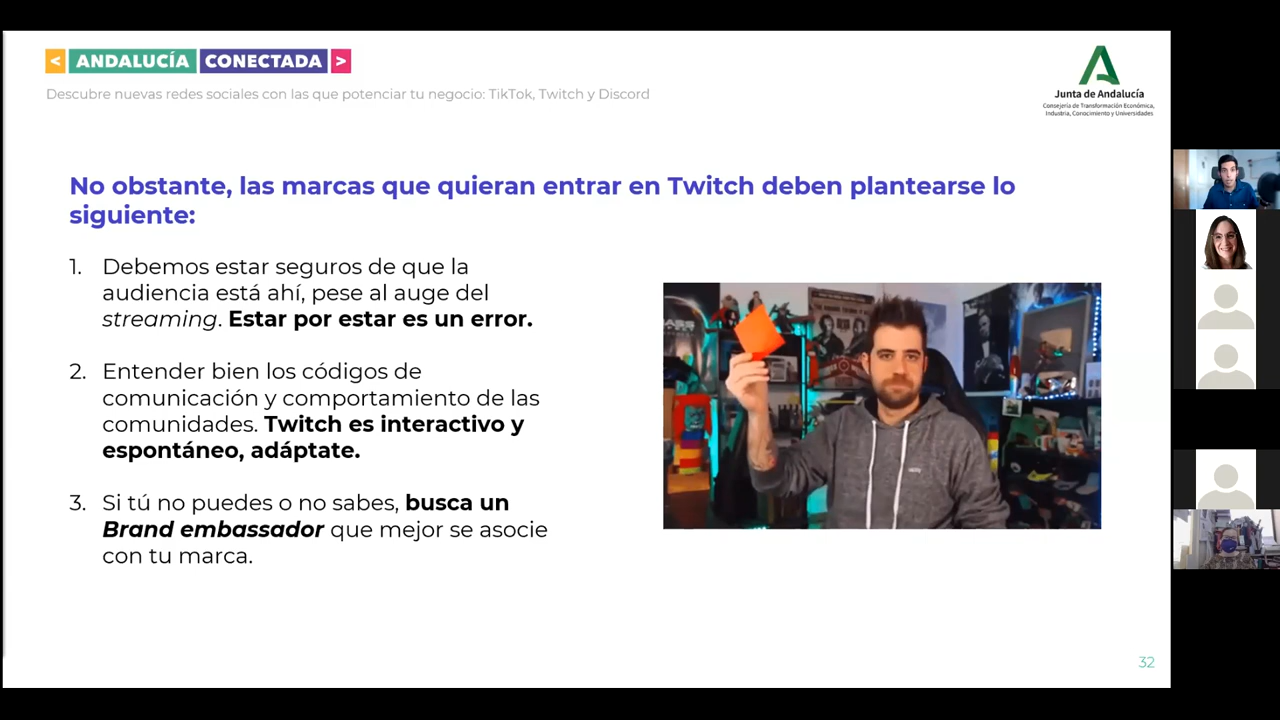 < ANDALUCÍA CONECTADA >
Descubre nuevas redes sociales con las que potenciar tu negocio: TikTok, Twitch y Discord
Junta de Andalucía
Consejería de Transformación Económica,
Industria, Conocimiento y Universidades
No obstante, las marcas que quieran entrar en Twitch deben plantearse lo
siguiente:
1. Debemos estar seguros de que la
audiencia está ahí, pese al auge del
streaming. Estar por estar es un error.
2. Entender bien los códigos de
comunicación y comportamiento de las
comunidades. Twitch es interactivo y
espontáneo, adáptate.
3. Si tú no puedes o no sabes, busca un
Brand embassador que mejor se asocie
con tu marca.
32